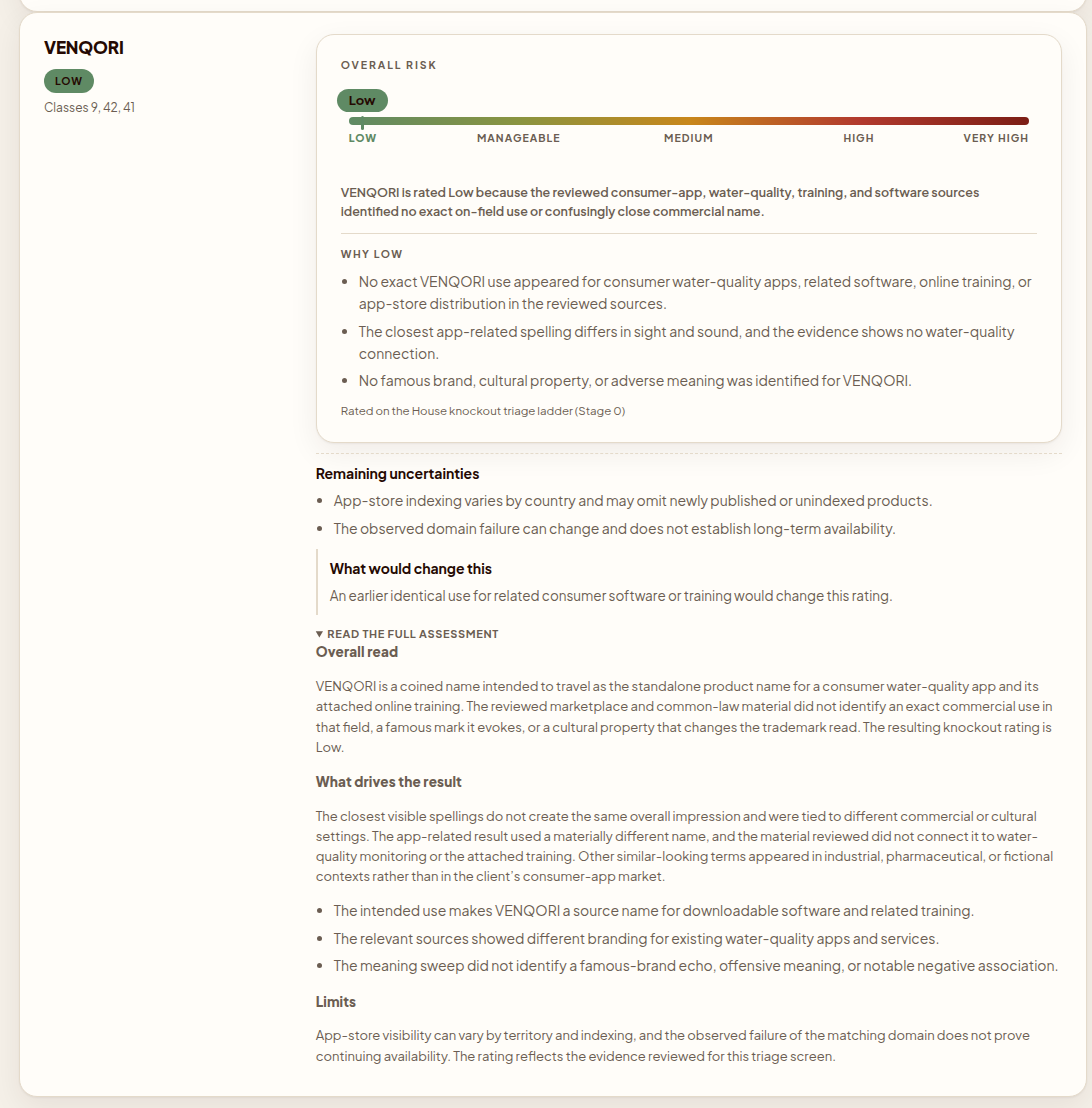 VENQORI
LOW
Classes 9, 42, 41
OVERALL RISK
Low
LOW MANAGEABLE MEDIUM HIGH VERY HIGH
VENQORI is rated Low because the reviewed consumer-app, water-quality, training, and software sources
identified no exact on-field use or confusingly close commercial name.
WHY LOW
• No exact VENQORI use appeared for consumer water-quality apps, related software, online training, or
app-store distribution in the reviewed sources.
• The closest app-related spelling differs in sight and sound, and the evidence shows no water-quality
connection.
• No famous brand, cultural property, or adverse meaning was identified for VENQORI.
Rated on the House knockout triage ladder (Stage 0)
Remaining uncertainties
• App-store indexing varies by country and may omit newly published or unindexed products.
• The observed domain failure can change and does not establish long-term availability.
What would change this
An earlier identical use for related consumer software or training would change this rating.
▼ READ THE FULL ASSESSMENT
Overall read
VENQORI is a coined name intended to travel as the standalone product name for a consumer water-quality app and its
attached online training. The reviewed marketplace and common-law material did not identify an exact commercial use in
that field, a famous mark it evokes, or a cultural property that changes the trademark read. The resulting knockout rating is
Low.
What drives the result
The closest visible spellings do not create the same overall impression and were tied to different commercial or cultural
settings. The app-related result used a materially different name, and the material reviewed did not connect it to water-
quality monitoring or the attached training. Other similar-looking terms appeared in industrial, pharmaceutical, or fictional
contexts rather than in the client's consumer-app market.
• The intended use makes VENQORI a source name for downloadable software and related training.
• The relevant sources showed different branding for existing water-quality apps and services.
• The meaning sweep did not identify a famous-brand echo, offensive meaning, or notable negative association.
Limits
App-store visibility can vary by territory and indexing, and the observed failure of the matching domain does not prove
continuing availability. The rating reflects the evidence reviewed for this triage screen.